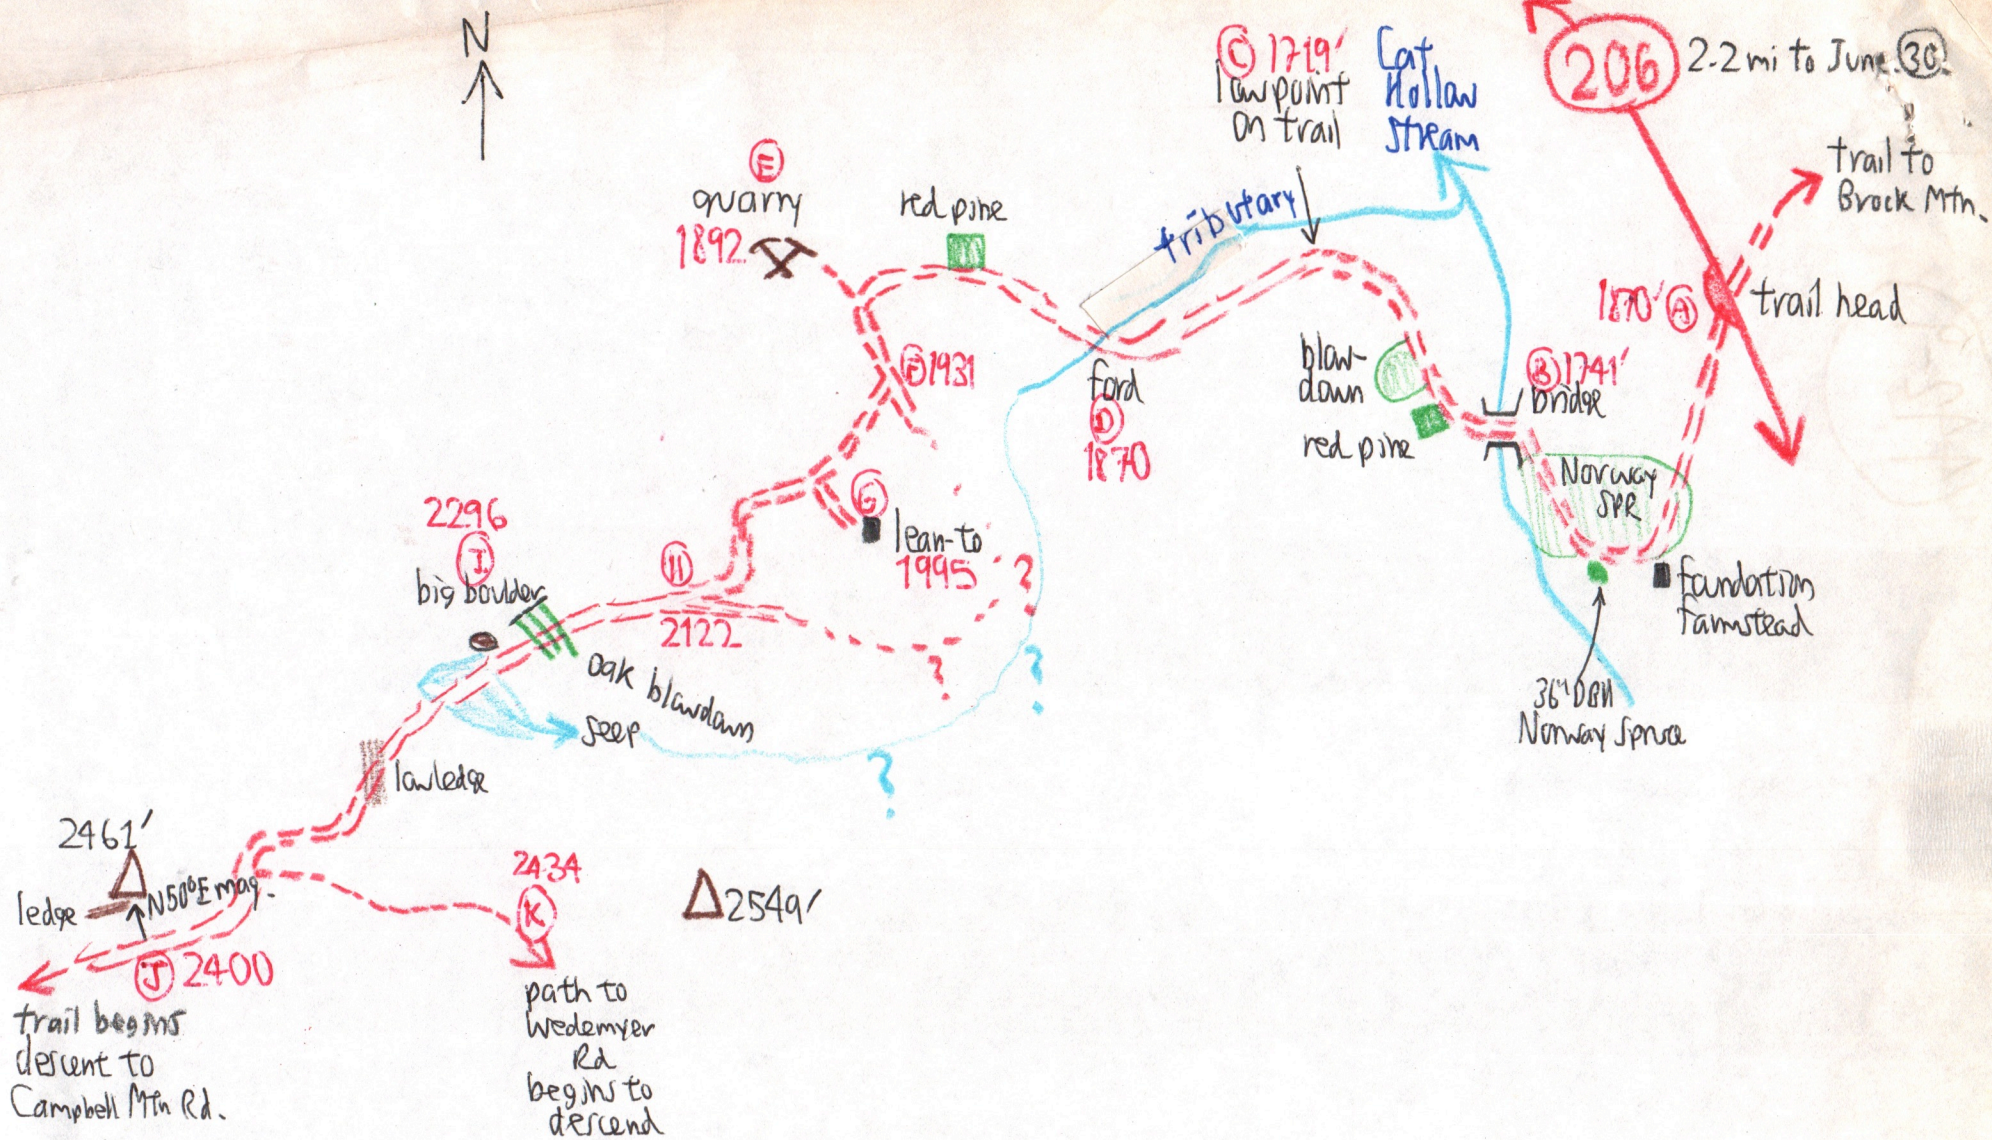 N
C 1719'
low point
on trail
Cat
Hollow
Stream
206
2.2 mi to June. 30
trail to
Brock Mtn.
E
quarry
1892
red pine
tributary
1870' A
trail head
F 1931
ford
D
1870
blow-
down
red pine
B 1741'
bridge
Norway
SPR
foundation
farmstead
36" DBH
Norway Spruce
G
lean-to
1995
?
2296
I
big boulder
H
2122
?
?
oak blowdown
seep
?
low ledge
2461'
N50°E mag.
ledge
J 2400
trail begins
descent to
Campbell Mtn Rd.
2434
K
2549'
path to
Wedemyer
Rd
begins to
descend